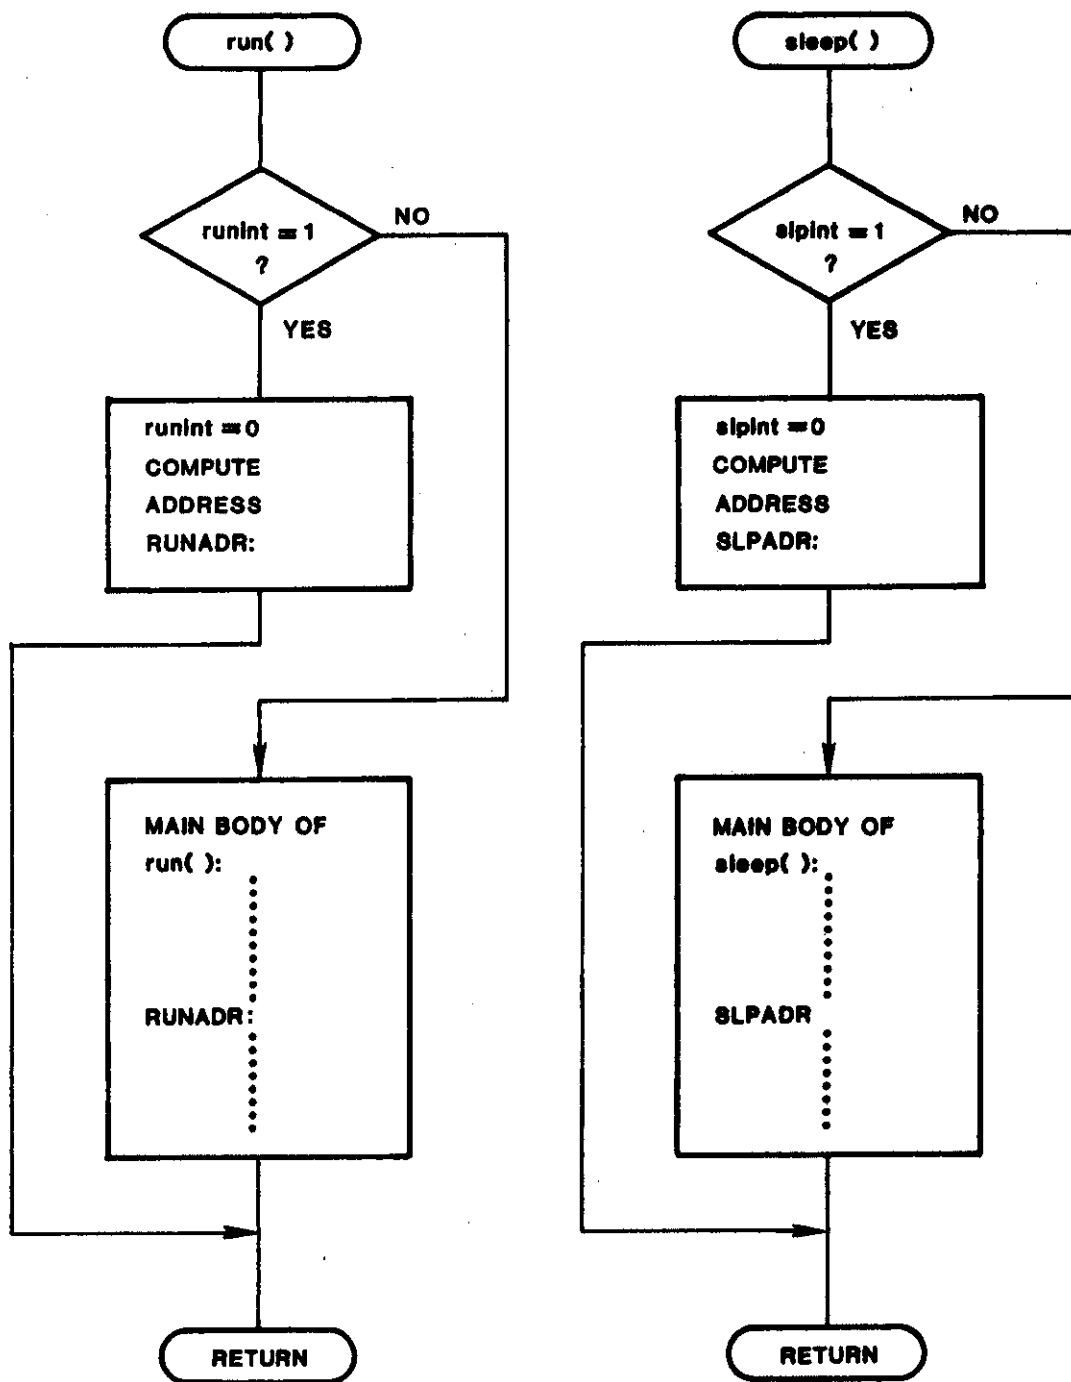 run( )
runint = 1
?
NO
YES
runint = 0
COMPUTE
ADDRESS
RUNADR:
MAIN BODY OF
run( ):
RUNADR:
RETURN
sleep( )
slpint = 1
?
NO
YES
slpint = 0
COMPUTE
ADDRESS
SLPADR:
MAIN BODY OF
sleep( ):
SLPADR
RETURN